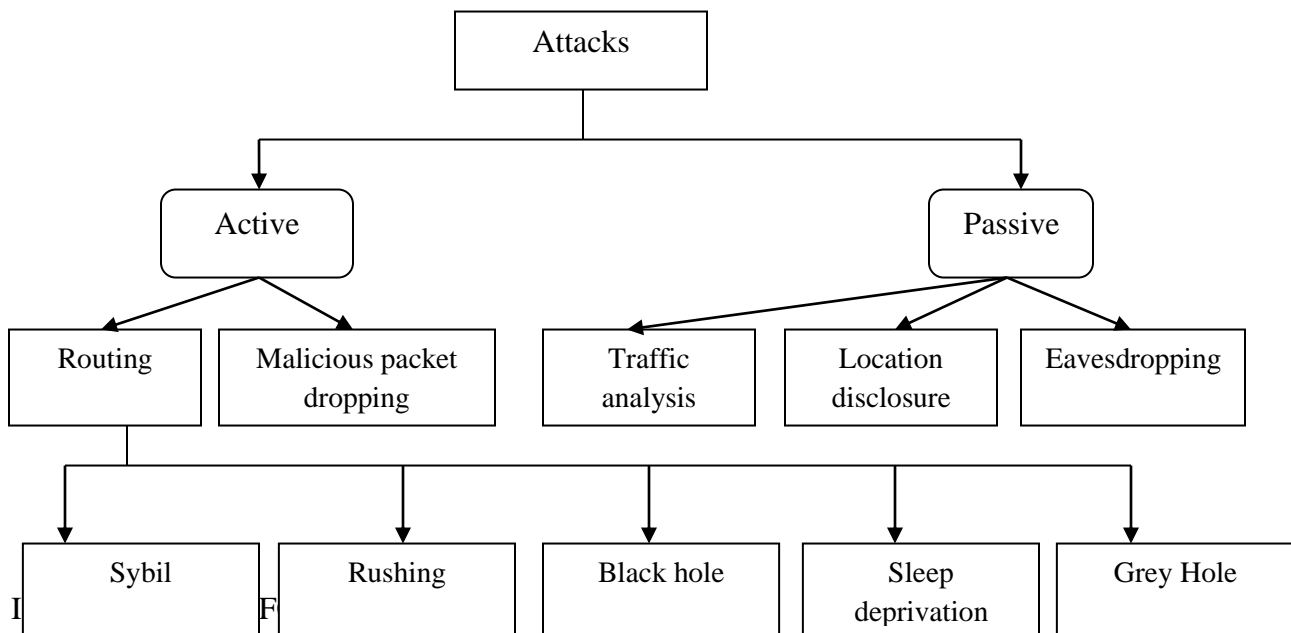 Attacks
Active
Passive
Routing
Malicious packet
dropping
Traffic
analysis
Location
disclosure
Eavesdropping
Sybil
Rushing
Black hole
Sleep
deprivation
Grey Hole